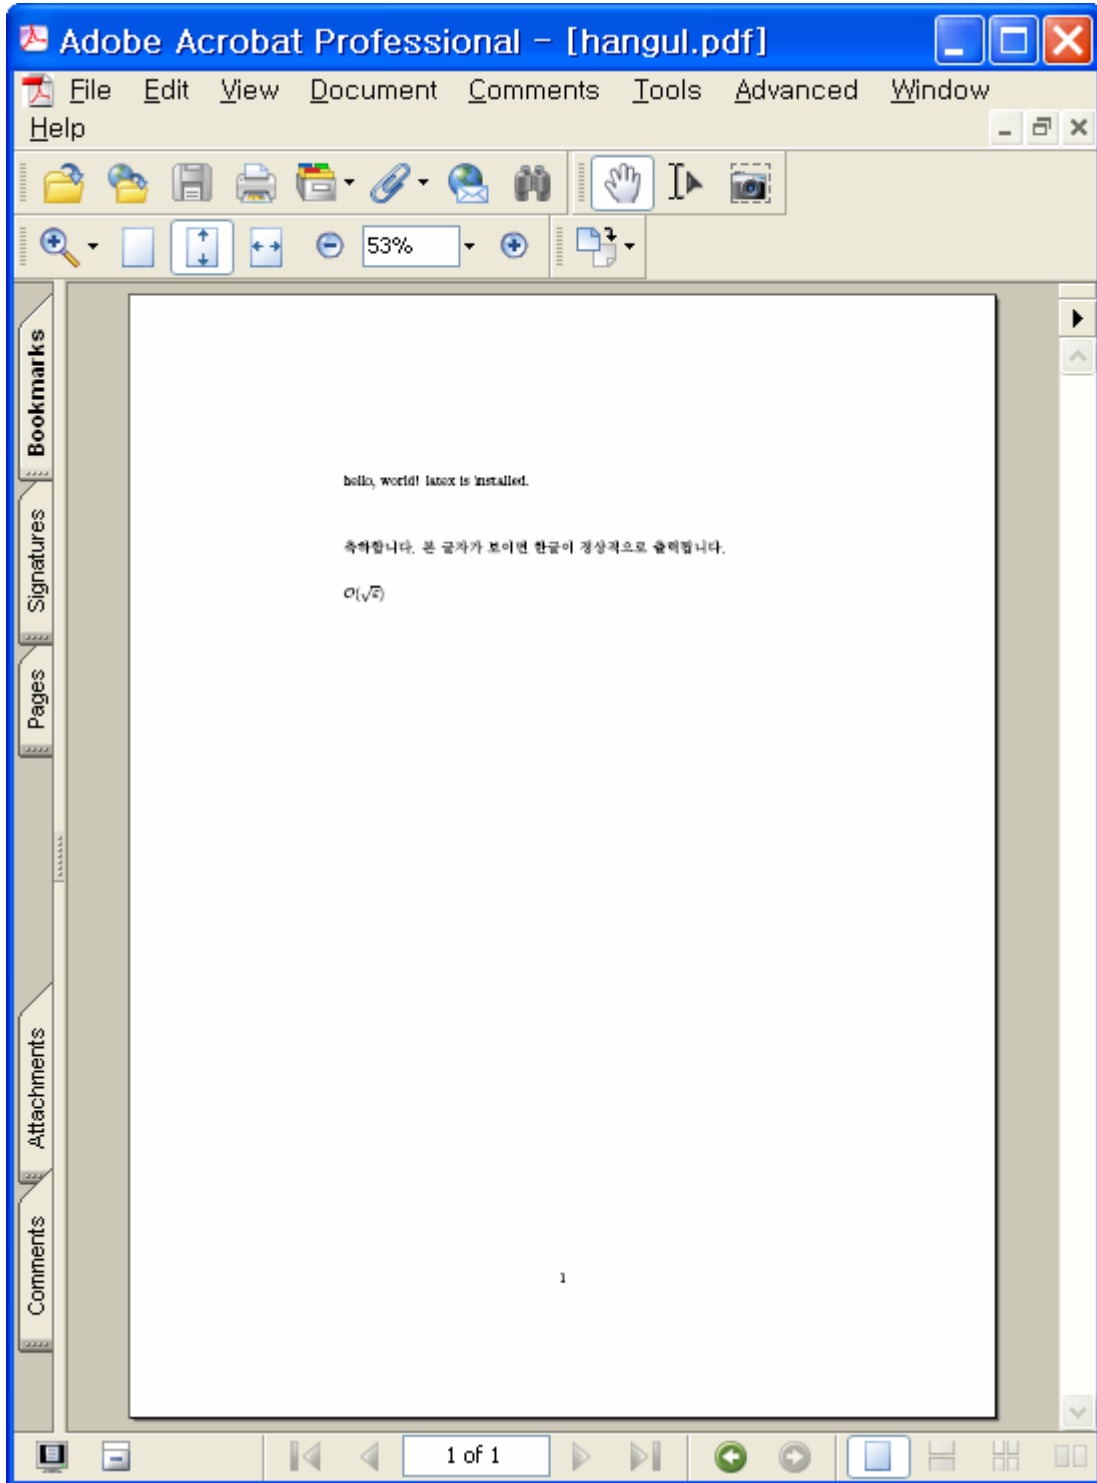 Adobe Acrobat Professional - [hangul.pdf]
File Edit View Document Comments Tools Advanced Window
Help
53%
Bookmarks
Signatures
Pages
Attachments
Comments
hello, world! latex is installed.
축하합니다. 본 글자가 보이면 한글이 정상적으로 출력됩니다.
1
1 of 1